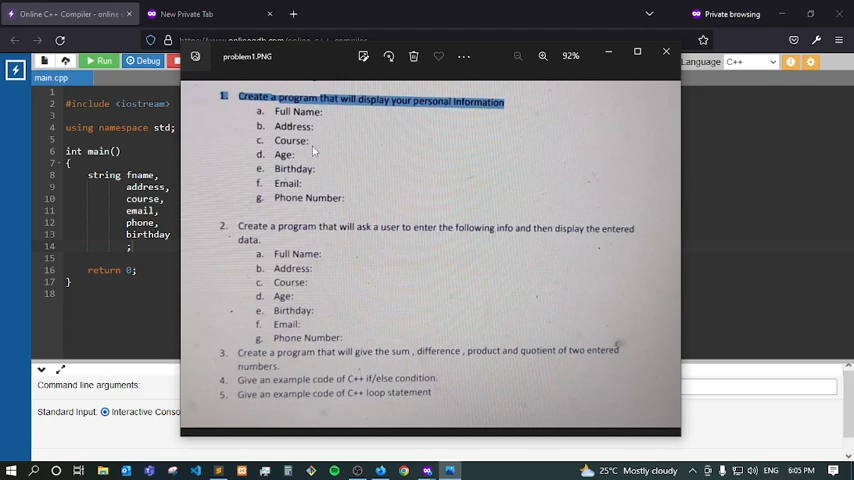 Online C++ Compiler - online e
New Private Tab
Private browsing
https://www.onlinegdb.com/online_c++_compiler
Run
Debug
Language
C++
main.cpp
problem1.PNG
92%
1
2 #include <iostream>
3
4 using namespace std;
5
6 int main()
7 {
8 string fname,
9 address,
10 course,
11 email,
12 phone,
13 birthday
14 ;
15
16 return 0;
17 }
18
1. Create a program that will display your personal Information
a. Full Name:
b. Address:
c. Course:
d. Age:
e. Birthday:
f. Email:
g. Phone Number:
2. Create a program that will ask a user to enter the following info and then display the entered
data.
a. Full Name:
b. Address:
c. Course:
d. Age:
e. Birthday:
f. Email:
g. Phone Number:
3. Create a program that will give the sum , difference , product and quotient of two entered
numbers.
4. Give an example code of C++ if/else condition.
5. Give an example code of C++ loop statement
Command line arguments:
Standard Input:
Interactive Conso
25°C Mostly cloudy
ENG
6:05 PM